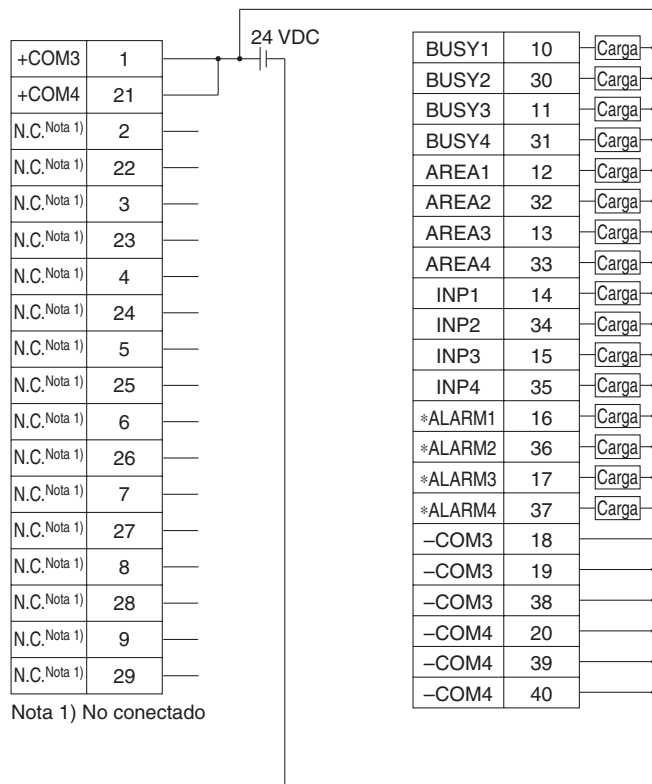 24 VDC
+COM3 1
+COM4 21
N.C.Nota 1) 2
N.C.Nota 1) 22
N.C.Nota 1) 3
N.C.Nota 1) 23
N.C.Nota 1) 4
N.C.Nota 1) 24
N.C.Nota 1) 5
N.C.Nota 1) 25
N.C.Nota 1) 6
N.C.Nota 1) 26
N.C.Nota 1) 7
N.C.Nota 1) 27
N.C.Nota 1) 8
N.C.Nota 1) 28
N.C.Nota 1) 9
N.C.Nota 1) 29
Nota 1) No conectado
BUSY1 10 Carga
BUSY2 30 Carga
BUSY3 11 Carga
BUSY4 31 Carga
AREA1 12 Carga
AREA2 32 Carga
AREA3 13 Carga
AREA4 33 Carga
INP1 14 Carga
INP2 34 Carga
INP3 15 Carga
INP4 35 Carga
*ALARM1 16 Carga
*ALARM2 36 Carga
*ALARM3 17 Carga
*ALARM4 37 Carga
–COM3 18
–COM3 19
–COM3 38
–COM4 20
–COM4 39
–COM4 40